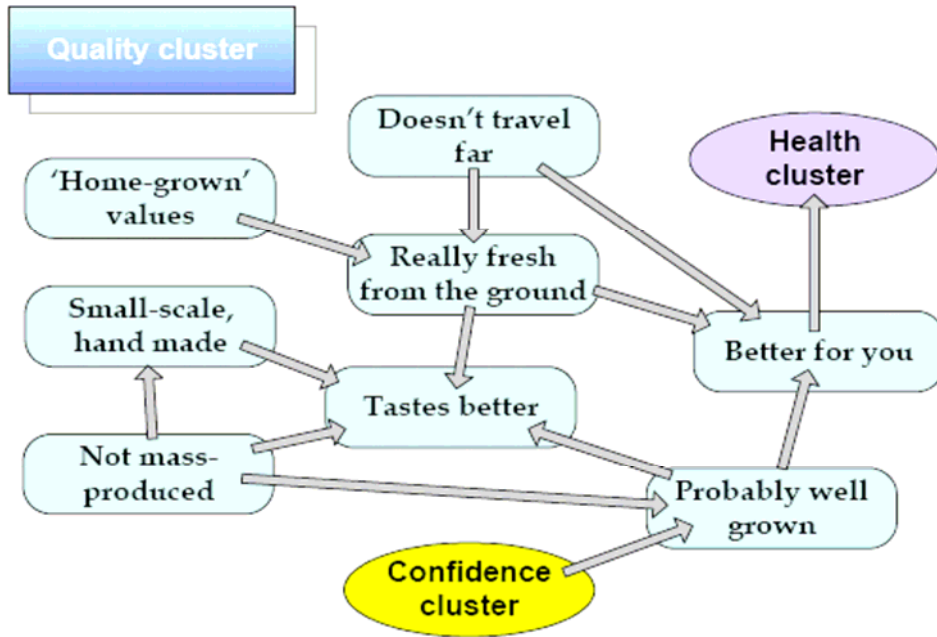 Quality cluster
Doesn't travel
far
Health
cluster
'Home-grown'
values
Really fresh
from the ground
Small-scale,
hand made
Better for you
Tastes better
Not mass-
produced
Probably well
grown
Confidence
cluster